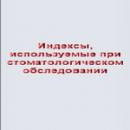 Индексы,
используемые при
стоматологическом
обследовании